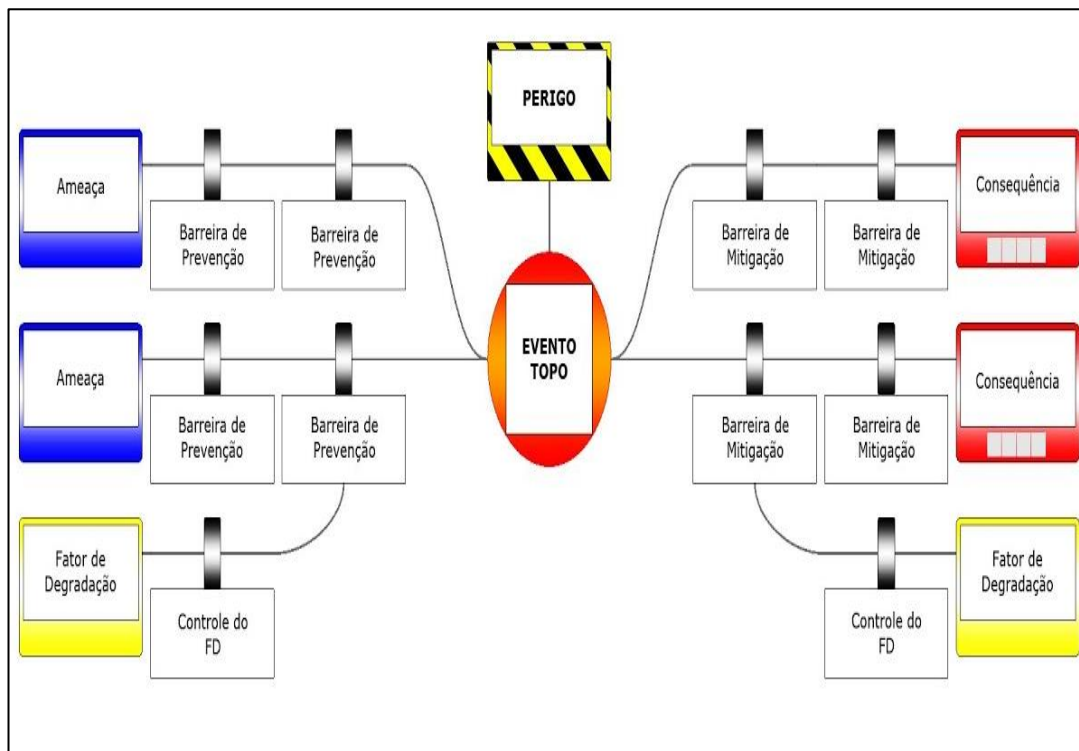 PERIGO
Ameaça
Barreira de
Prevenção
Barreira de
Prevenção
Barreira de
Mitigação
Barreira de
Mitigação
Consequência
EVENTO
TOPO
Ameaça
Barreira de
Prevenção
Barreira de
Prevenção
Barreira de
Mitigação
Barreira de
Mitigação
Consequência
Fator de
Degradação
Controle do
FD
Controle do
FD
Fator de
Degradação